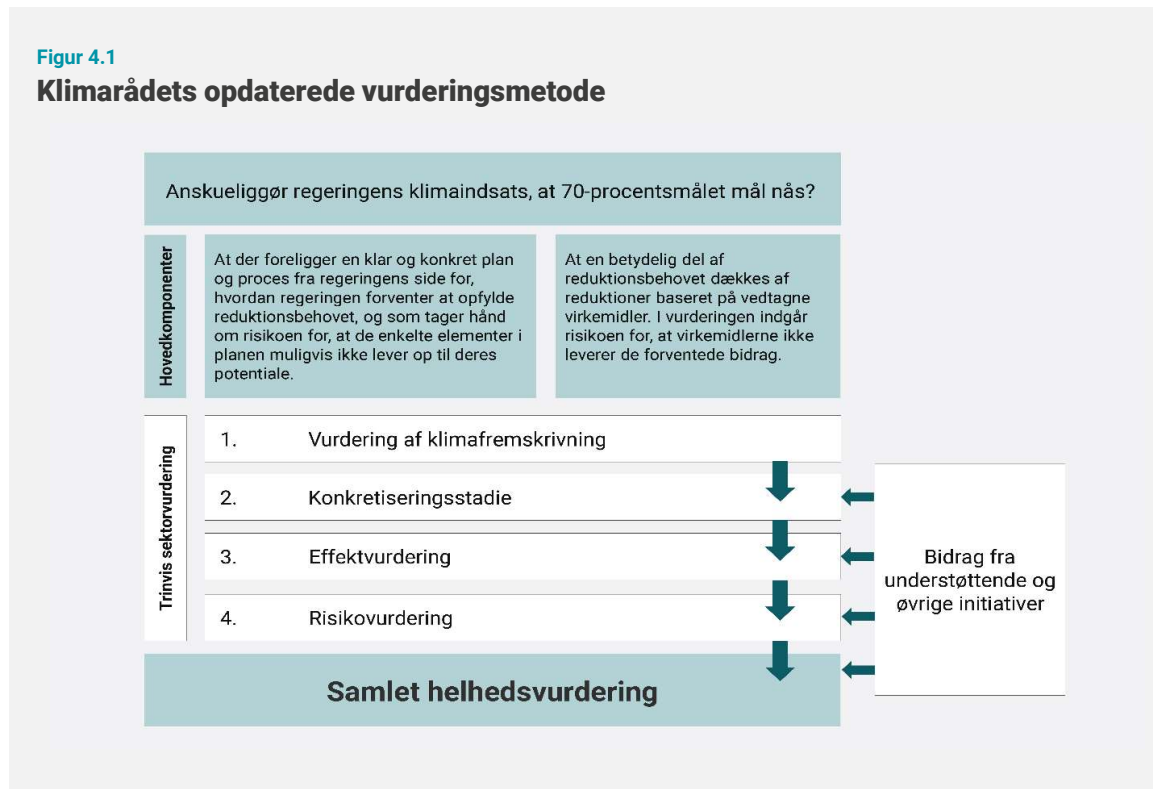 Figur 4.1
Klimarådets opdaterede vurderingsmetode
Anskueliggør regeringens klimaindsats, at 70-procentsmålet mål nås?
Hovedkomponenter
At der foreligger en klar og konkret plan
og proces fra regeringens side for,
hvordan regeringen forventer at opfylde
reduktionsbehovet, og som tager hånd
om risikoen for, at de enkelte elementer i
planen muligvis ikke lever op til deres
potentiale.
At en betydelig del af
reduktionsbehovet dækkes af
reduktioner baseret på vedtagne
virkemidler. I vurderingen indgår
risikoen for, at virkemidlerne ikke
leverer de forventede bidrag.
Trinvis sektorvurdering
1. Vurdering af klimafremskrivning
2. Konkretiseringsstadie
3. Effektvurdering
4. Risikovurdering
Bidrag fra
understøttende og
øvrige initiativer
Samlet helhedsvurdering